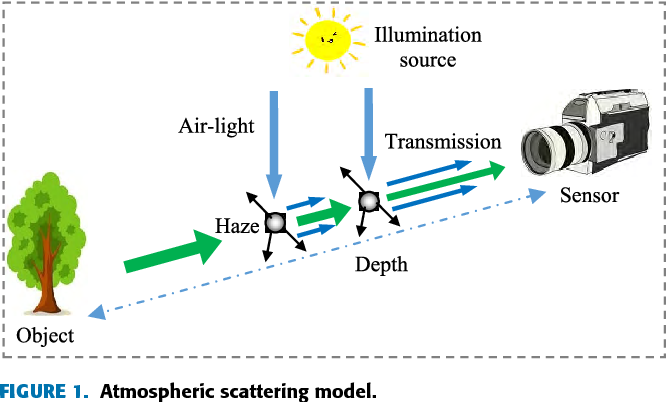 Illumination
source
Air-light
Transmission
Sensor
Haze
Depth
Object
FIGURE 1. Atmospheric scattering model.